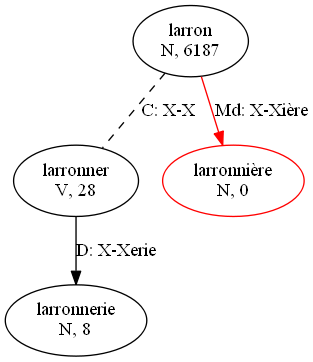 larron
N, 6187
C: X-X
Md: X-Xière
larronner
V, 28
larronnière
N, 0
D: X-Xerie
larronnerie
N, 8